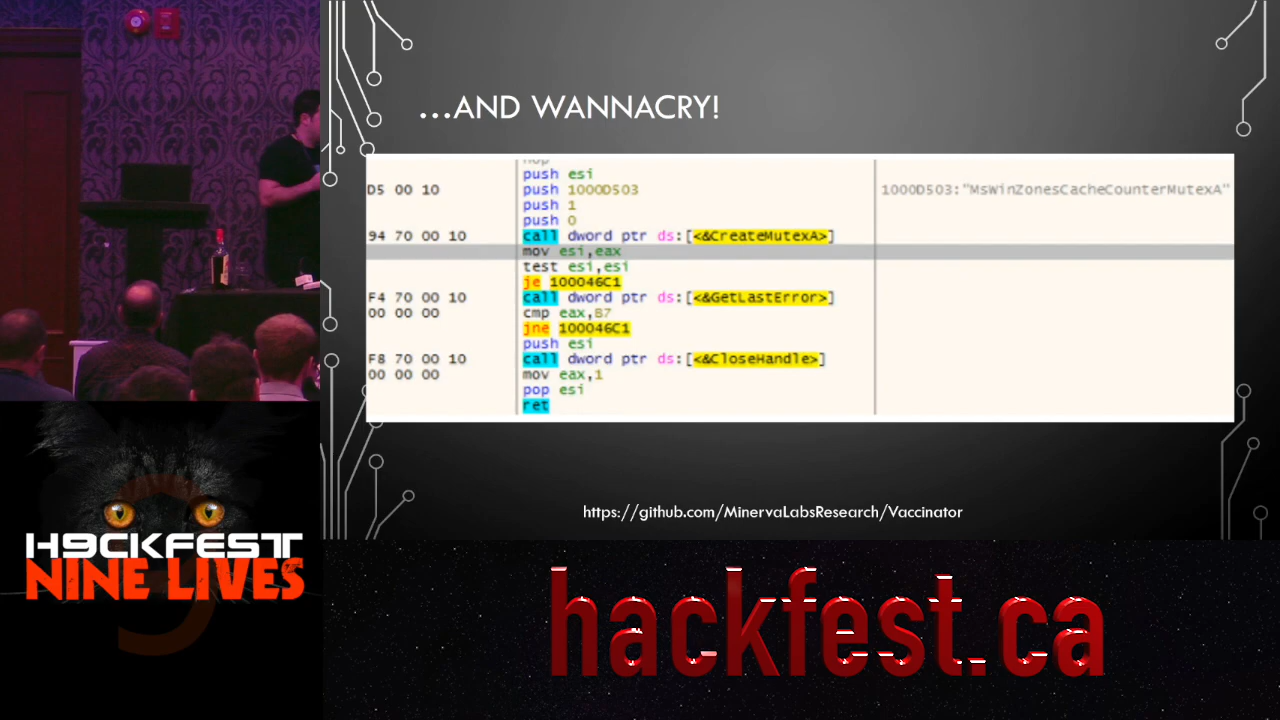 ...AND WANNACRY!
nop
push esi
D5 00 10 push 1000D503 1000D503:"MsWinZonesCacheCounterMutexA"
push 1
push 0
94 70 00 10 call dword ptr ds:[<&CreateMutexA>]
mov esi,eax
test esi,esi
je 100046C1
F4 70 00 10 call dword ptr ds:[<&GetLastError>]
00 00 00 cmp eax,B7
jne 100046C1
push esi
F8 70 00 10 call dword ptr ds:[<&CloseHandle>]
00 00 00 mov eax,1
pop esi
ret
https://github.com/MinervaLabsResearch/Vaccinator
H9CKFEST
NINE LIVES
9
hackfest.ca